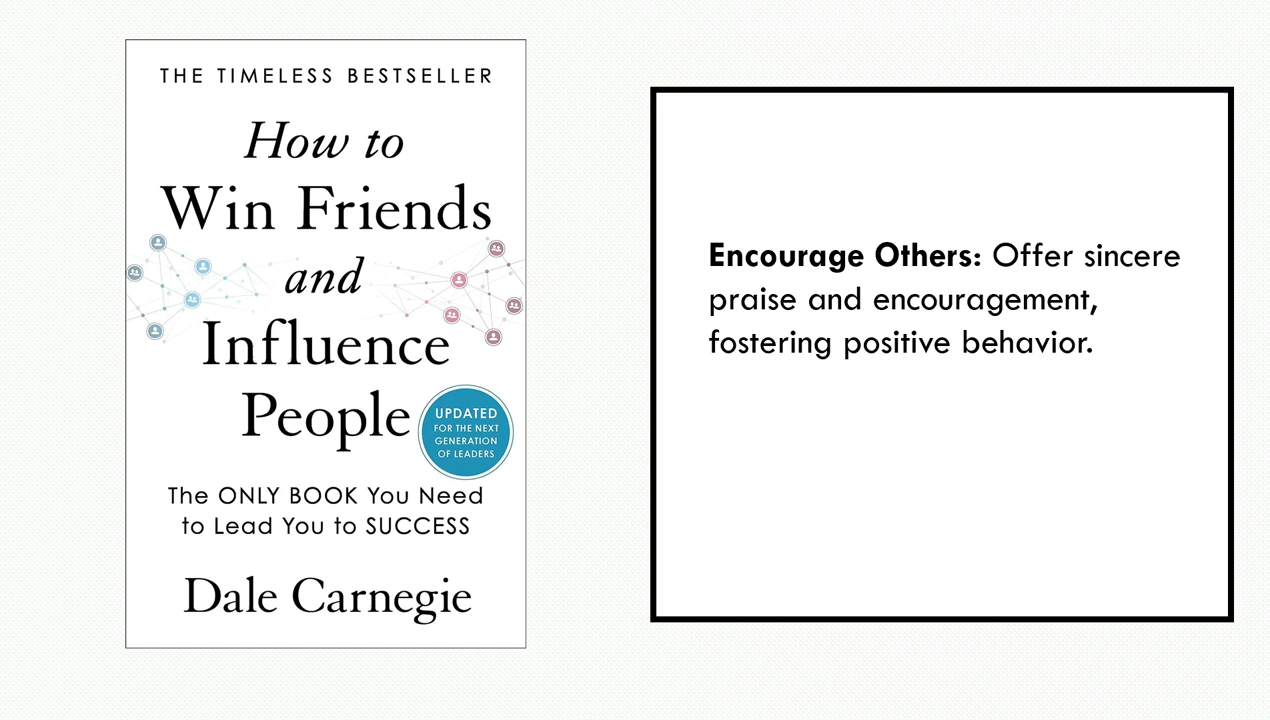 THE TIMELESS BESTSELLER
How to
Win Friends
and
Influence
People
UPDATED
FOR THE NEXT
GENERATION
OF LEADERS
The ONLY BOOK You Need
to Lead You to SUCCESS
Dale Carnegie
Encourage Others: Offer sincere
praise and encouragement,
fostering positive behavior.